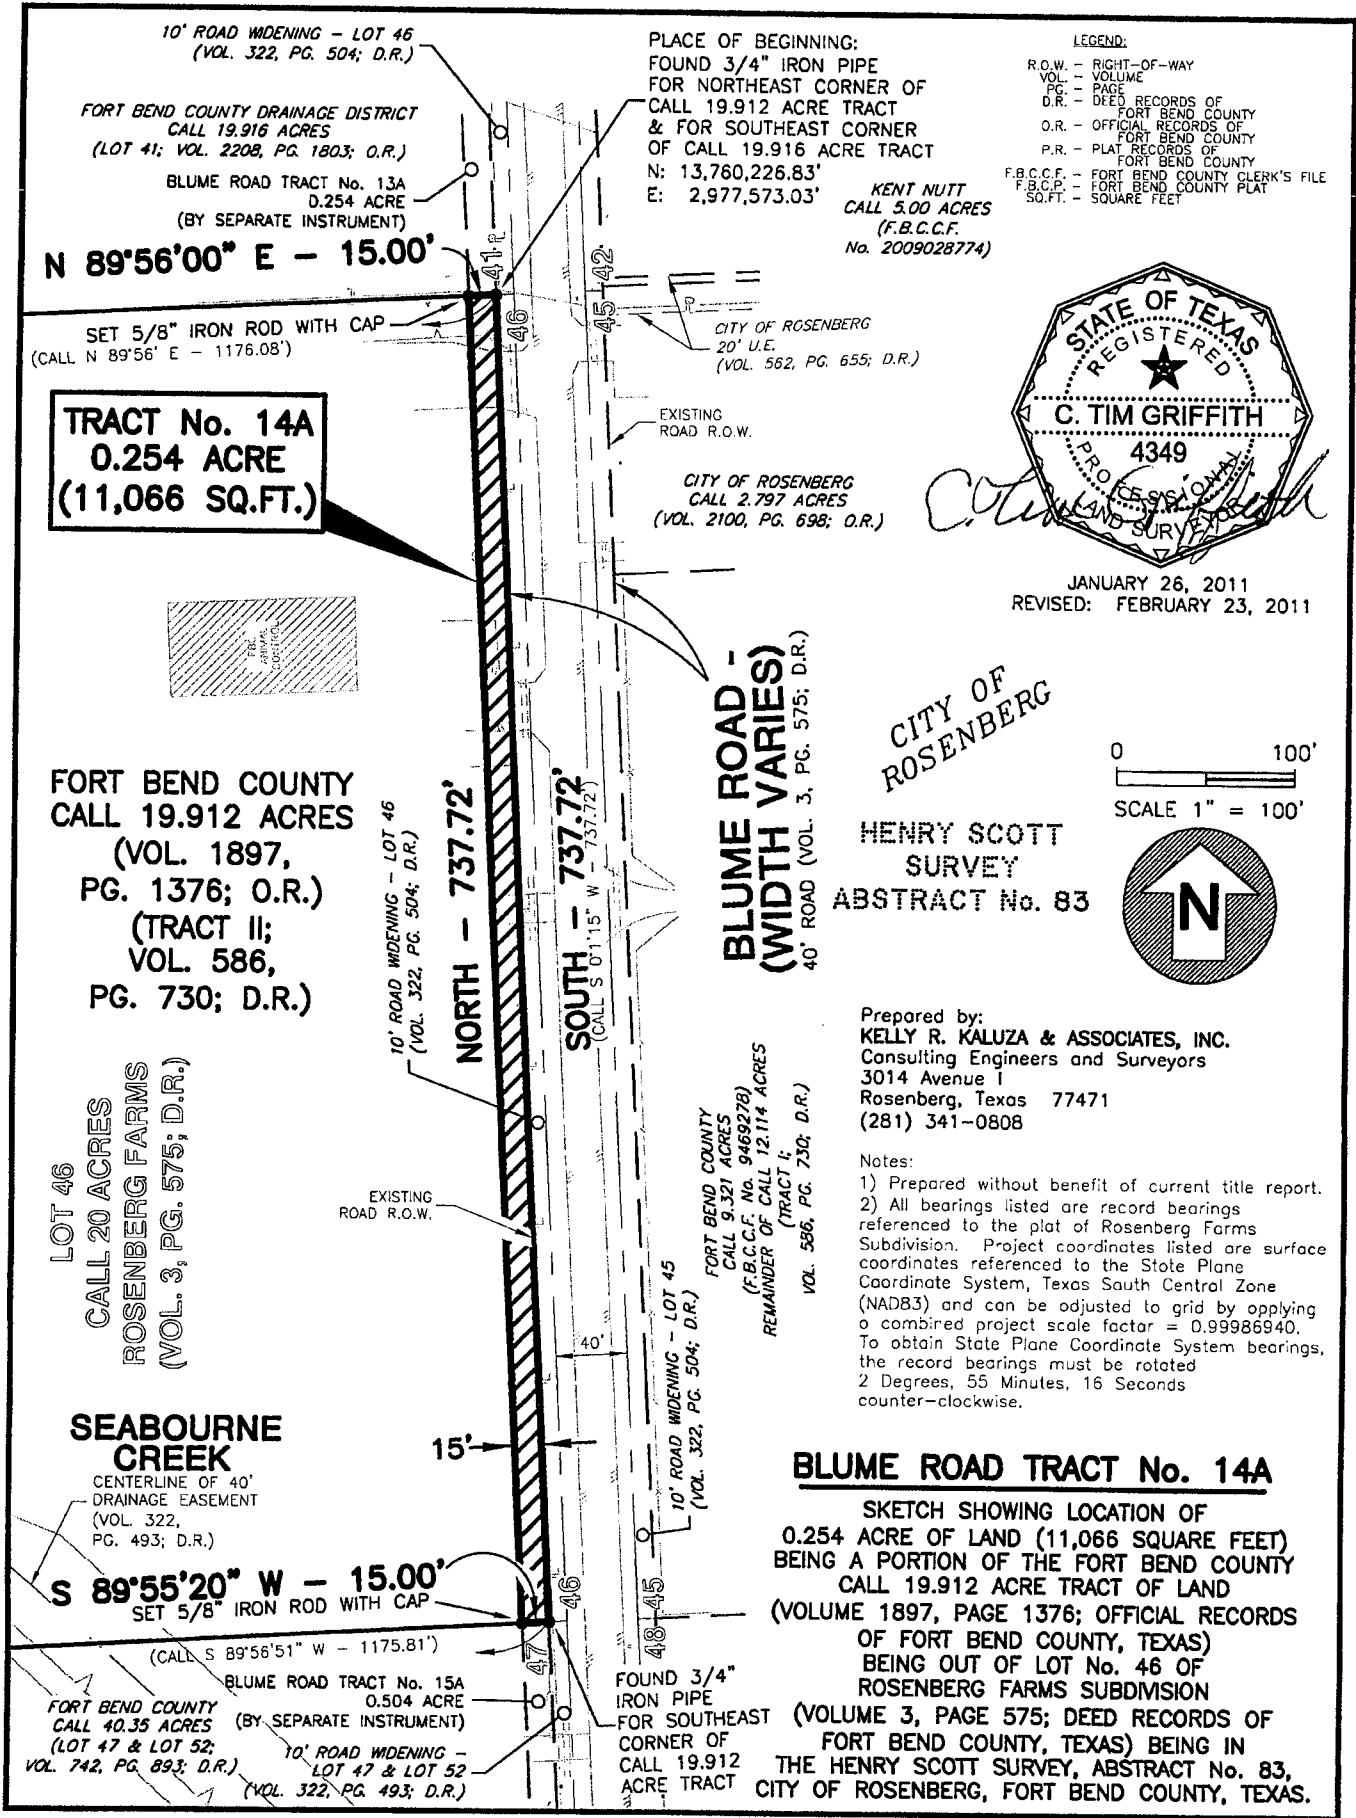 10' ROAD WIDENING – LOT 46
(VOL. 322, PG. 504; D.R.)
FORT BEND COUNTY DRAINAGE DISTRICT
CALL 19.916 ACRES
(LOT 41; VOL. 2208, PG. 1803; O.R.)
BLUME ROAD TRACT No. 13A
0.254 ACRE
(BY SEPARATE INSTRUMENT)
N 89°56'00" E – 15.00'
SET 5/8" IRON ROD WITH CAP
(CALL N 89°56' E – 1176.08')
PLACE OF BEGINNING:
FOUND 3/4" IRON PIPE
FOR NORTHEAST CORNER OF
CALL 19.912 ACRE TRACT
& FOR SOUTHEAST CORNER
OF CALL 19.916 ACRE TRACT
N: 13,760,226.83'
E: 2,977,573.03'
KENT NUTT
CALL 5.00 ACRES
(F.B.C.C.F.
No. 2009028774)
LEGEND:
R.O.W. – RIGHT-OF-WAY
VOL. – VOLUME
PG. – PAGE
D.R. – DEED RECORDS OF
FORT BEND COUNTY
O.R. – OFFICIAL RECORDS OF
FORT BEND COUNTY
P.R. – PLAT RECORDS OF
FORT BEND COUNTY
F.B.C.C.F. – FORT BEND COUNTY CLERK'S FILE
F.B.C.P. – FORT BEND COUNTY PLAT
SQ.FT. – SQUARE FEET
41
46
42
45
CITY OF ROSENBERG
20' U.E.
(VOL. 562, PG. 655; D.R.)
STATE OF TEXAS
REGISTERED
C. TIM GRIFFITH
4349
PROFESSIONAL
LAND SURVEYOR
JANUARY 26, 2011
REVISED: FEBRUARY 23, 2011
TRACT No. 14A
0.254 ACRE
(11,066 SQ.FT.)
EXISTING
ROAD R.O.W.
CITY OF ROSENBERG
CALL 2.797 ACRES
(VOL. 2100, PG. 698; O.R.)
FBC
ANIMAL
CONTROL
FORT BEND COUNTY
CALL 19.912 ACRES
(VOL. 1897,
PG. 1376; O.R.)
(TRACT II;
VOL. 586,
PG. 730; D.R.)
10' ROAD WIDENING – LOT 46
(VOL. 322, PG. 504; D.R.)
NORTH – 737.72'
SOUTH – 737.72'
(CALL S 0°1'15" W – 737.72')
BLUME ROAD –
(WIDTH VARIES)
40' ROAD (VOL. 3, PG. 575; D.R.)
CITY OF
ROSENBERG
0 100'
SCALE 1" = 100'
HENRY SCOTT
SURVEY
ABSTRACT No. 83
N
Prepared by:
KELLY R. KALUZA & ASSOCIATES, INC.
Consulting Engineers and Surveyors
3014 Avenue I
Rosenberg, Texas 77471
(281) 341-0808
LOT 46
CALL 20 ACRES
ROSENBERG FARMS
(VOL. 3, PG. 575; D.R.)
EXISTING
ROAD R.O.W.
FORT BEND COUNTY
CALL 9.321 ACRES
(F.B.C.C.F. No. 9469278)
REMAINDER OF CALL 12.114 ACRES
(TRACT I;
VOL. 586, PG. 730; D.R.)
Notes:
1) Prepared without benefit of current title report.
2) All bearings listed are record bearings
referenced to the plat of Rosenberg Farms
Subdivision. Project coordinates listed are surface
coordinates referenced to the State Plane
Coordinate System, Texas South Central Zone
(NAD83) and can be adjusted to grid by applying
a combined project scale factor = 0.99986940.
To obtain State Plane Coordinate System bearings,
the record bearings must be rotated
2 Degrees, 55 Minutes, 16 Seconds
counter-clockwise.
40'
10' ROAD WIDENING – LOT 45
(VOL. 322, PG. 504; D.R.)
15'
SEABOURNE
CREEK
CENTERLINE OF 40'
DRAINAGE EASEMENT
(VOL. 322,
PG. 493; D.R.)
S 89°55'20" W – 15.00'
SET 5/8" IRON ROD WITH CAP
(CALL S 89°56'51" W – 1175.81')
46
47
45
48
BLUME ROAD TRACT No. 15A
0.504 ACRE
(BY SEPARATE INSTRUMENT)
FORT BEND COUNTY
CALL 40.35 ACRES
(LOT 47 & LOT 52;
VOL. 742, PG. 893; D.R.)
10' ROAD WIDENING –
LOT 47 & LOT 52
(VOL. 322, PG. 493; D.R.)
FOUND 3/4"
IRON PIPE
FOR SOUTHEAST
CORNER OF
CALL 19.912
ACRE TRACT
BLUME ROAD TRACT No. 14A
SKETCH SHOWING LOCATION OF
0.254 ACRE OF LAND (11,066 SQUARE FEET)
BEING A PORTION OF THE FORT BEND COUNTY
CALL 19.912 ACRE TRACT OF LAND
(VOLUME 1897, PAGE 1376; OFFICIAL RECORDS
OF FORT BEND COUNTY, TEXAS)
BEING OUT OF LOT No. 46 OF
ROSENBERG FARMS SUBDIVISION
(VOLUME 3, PAGE 575; DEED RECORDS OF
FORT BEND COUNTY, TEXAS) BEING IN
THE HENRY SCOTT SURVEY, ABSTRACT No. 83,
CITY OF ROSENBERG, FORT BEND COUNTY, TEXAS.